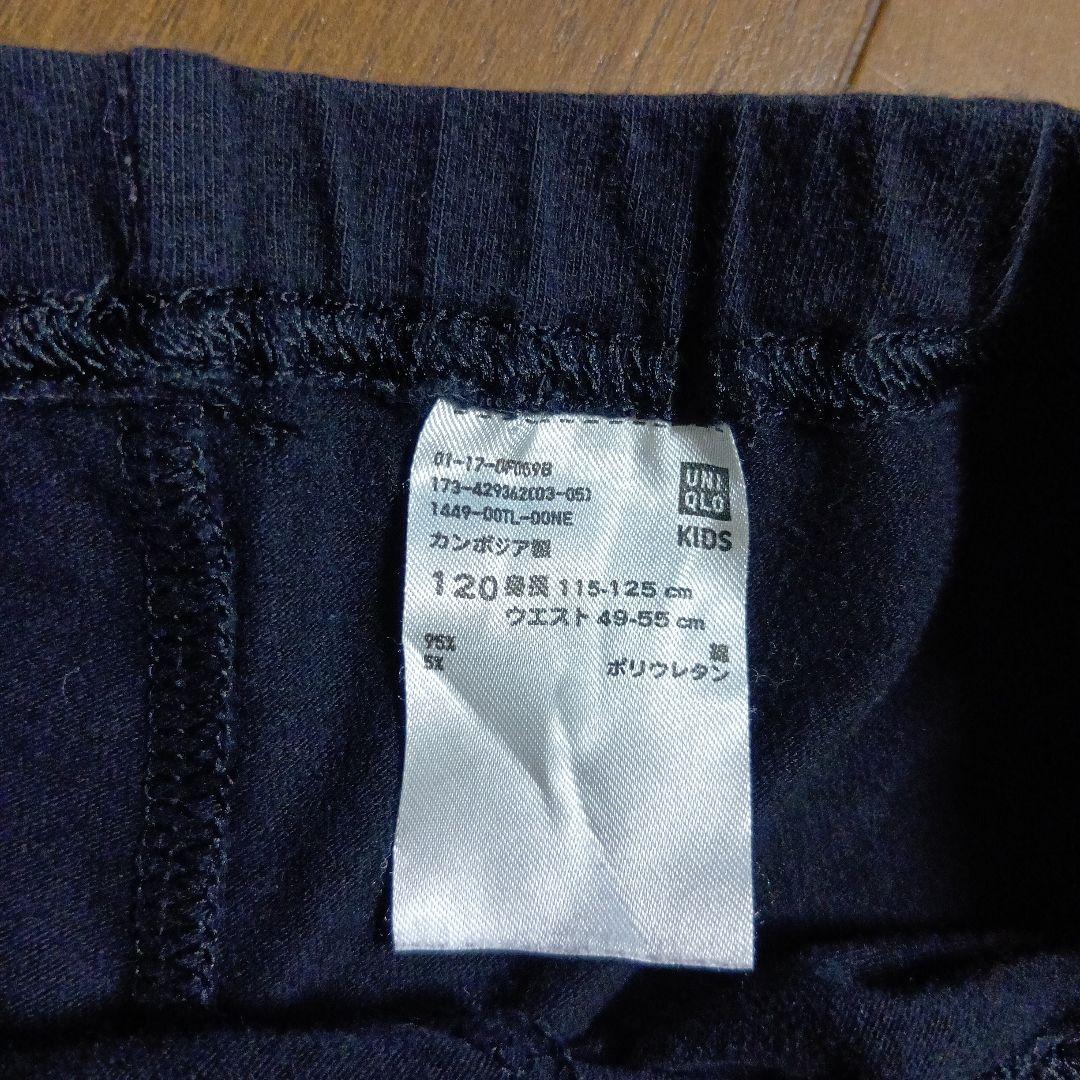 01-17-0F0698
173-429362(03-05)
1449-00TL-00NE
カンボジア製
UNI
QLO
KIDS
120 身長 115-125 cm
ウエスト 49-55 cm
95% 綿
5% ポリウレタン